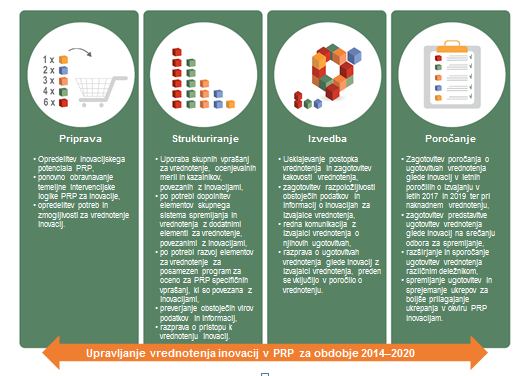 1 x
2 x
3 x
4 x
6 x
Priprava
• Opredelitev inovacijskega
potenciala PRP,
• ponovno obravnavanje
temeljne intervencijske
logike PRP za inovacije,
• opredelitev potreb in
zmogljivosti za vrednotenje
inovacij.
Strukturiranje
• Uporaba skupnih vprašanj
za vrednotenje, ocenjevalnih
meril in kazalnikov,
povezanih z inovacijami,
• po potrebi dopolnitev
elementov skupnega
sistema spremljanja in
vrednotenja z dodatnimi
elementi za vrednotenje,
povezanimi z inovacijami,
• po potrebi razvoj elementov
za vrednotenje za
posamezen program za
oceno za PRP specifičnih
vprašanj, ki so povezana z
inovacijami,
• preverjanje obstoječih virov
podatkov in informacij,
• razprava o pristopu k
vrednotenju inovacij.
Izvedba
• Usklajevanje postopka
vrednotenja in zagotovitev
kakovosti vrednotenja,
• zagotovitev razpoložljivosti
obstoječih podatkov in
informacij o inovacijah za
izvajalce vrednotenja,
• redna komunikacija z
izvajalci vrednotenja o
njihovih ugotovitvah,
• razprava o ugotovitvah
vrednotenja glede inovacij z
izvajalci vrednotenja, preden
se vključijo v poročilo o
vrednotenju.
Poročanje
• Zagotovitev poročanja o
ugotovitvah vrednotenja
glede inovacij v letnih
poročilih o izvajanju v
letih 2017 in 2019 ter pri
naknadnem vrednotenju,
• zagotovitev predstavitve
ugotovitev vrednotenja
glede inovacij na srečanju
odbora za spremljanje,
• razširjanje in sporočanje
ugotovitev vrednotenja
različnim deležnikom,
• spremljanje ugotovitev in
sprejemanje ukrepov za
boljše prilagajanje
ukrepanja v okviru PRP
inovacijam.
Upravljanje vrednotenja inovacij v PRP za obdobje 2014–2020